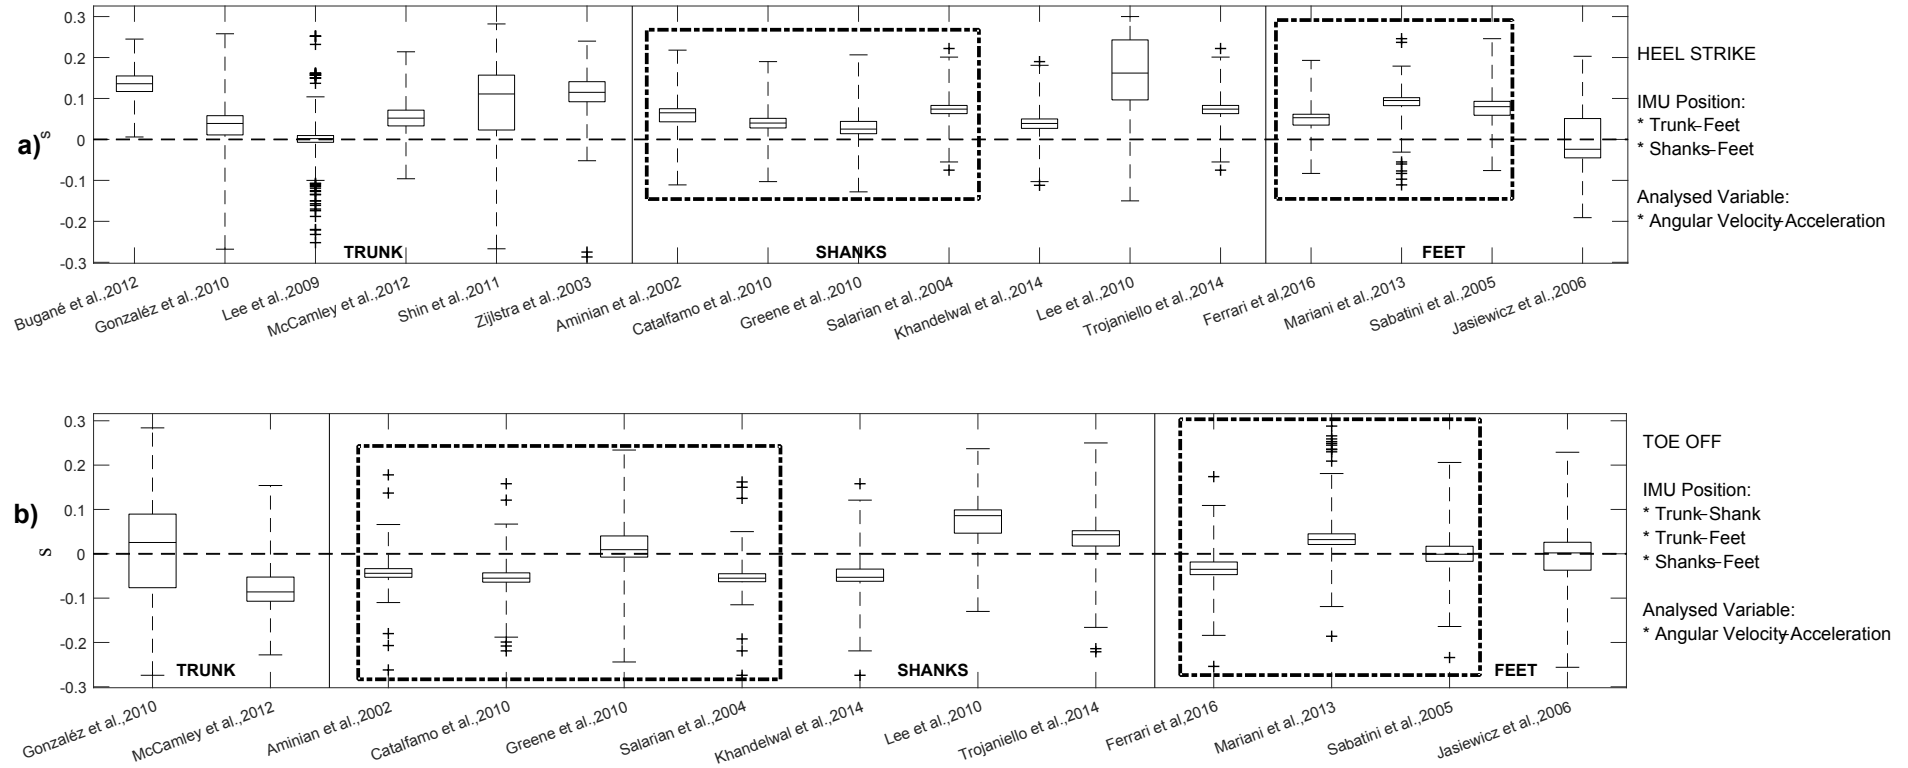 0.3
0.2
0.1
0
-0.1
-0.2
-0.3
a)
s
TRUNK
SHANKS
FEET
Bugané et al.,2012
Gonzaléz et al.,2010
Lee et al.,2009
McCamley et al.,2012
Shin et al.,2011
Zijlstra et al.,2003
Aminian et al.,2002
Catalfamo et al.,2010
Greene et al.,2010
Salarian et al.,2004
Khandelwal et al.,2014
Lee et al.,2010
Trojaniello et al.,2014
Ferrari et al,2016
Mariani et al.,2013
Sabatini et al.,2005
Jasiewicz et al.,2006
HEEL STRIKE
IMU Position:
* Trunk-Feet
* Shanks-Feet
Analysed Variable:
* Angular Velocity-Acceleration
0.3
0.2
0.1
0
-0.1
-0.2
-0.3
b)
s
TRUNK
SHANKS
FEET
Gonzaléz et al.,2010
McCamley et al.,2012
Aminian et al.,2002
Catalfamo et al.,2010
Greene et al.,2010
Salarian et al.,2004
Khandelwal et al.,2014
Lee et al.,2010
Trojaniello et al.,2014
Ferrari et al,2016
Mariani et al.,2013
Sabatini et al.,2005
Jasiewicz et al.,2006
TOE OFF
IMU Position:
* Trunk-Shank
* Trunk-Feet
* Shanks-Feet
Analysed Variable:
* Angular Velocity-Acceleration